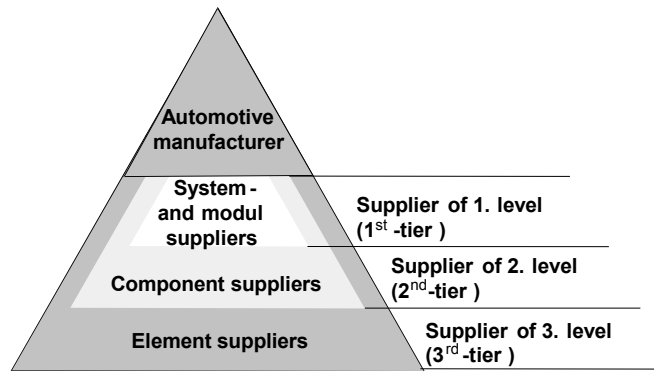 Automotive
manufacturer
System -
and modul
suppliers
Supplier of 1. level
(1st -tier )
Component suppliers
Supplier of 2. level
(2nd-tier )
Element suppliers
Supplier of 3. level
(3rd -tier )